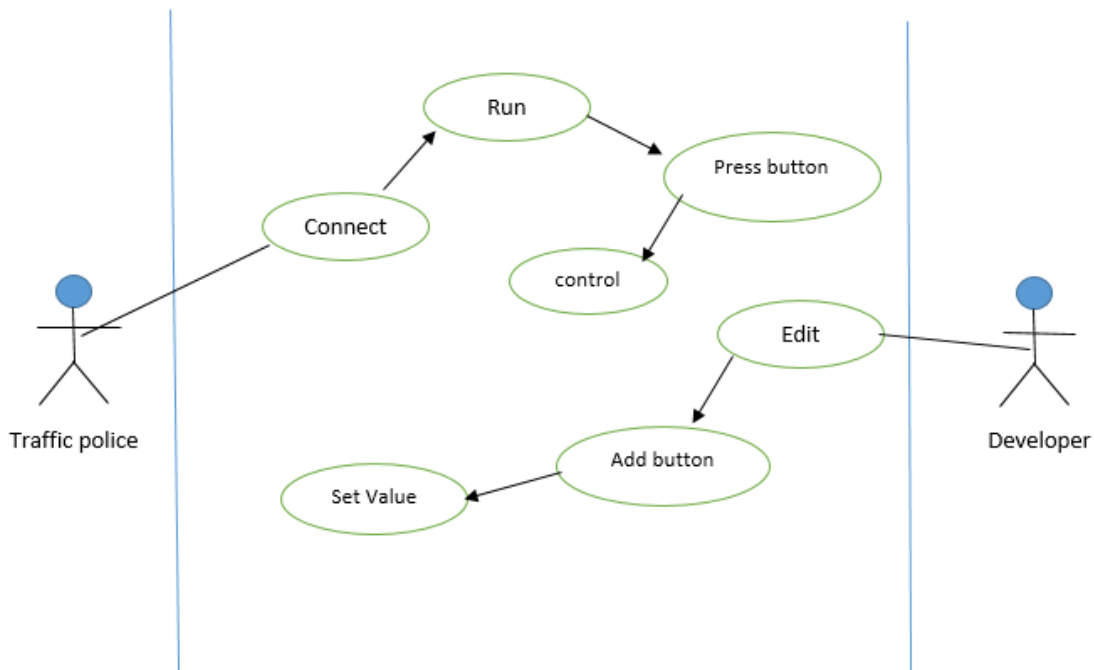 Run
Press button
Connect
control
Edit
Traffic police
Developer
Add button
Set Value